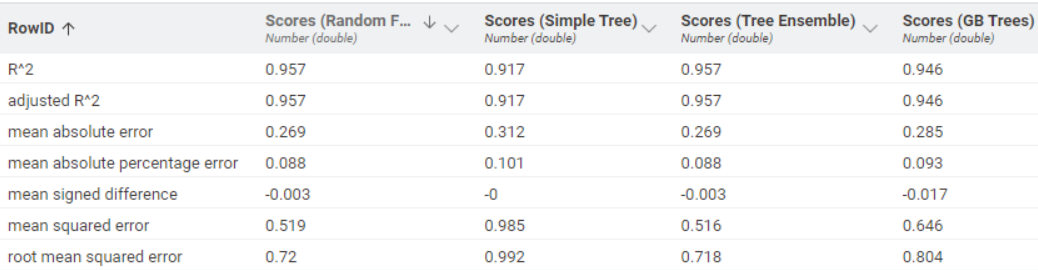 RowID ↑ Scores (Random F... ↓ Scores (Simple Tree) Scores (Tree Ensemble) Scores (GB Trees)
Number (double) Number (double) Number (double) Number (double)
R^2 0.957 0.917 0.957 0.946
adjusted R^2 0.957 0.917 0.957 0.946
mean absolute error 0.269 0.312 0.269 0.285
mean absolute percentage error 0.088 0.101 0.088 0.093
mean signed difference -0.003 -0 -0.003 -0.017
mean squared error 0.519 0.985 0.516 0.646
root mean squared error 0.72 0.992 0.718 0.804